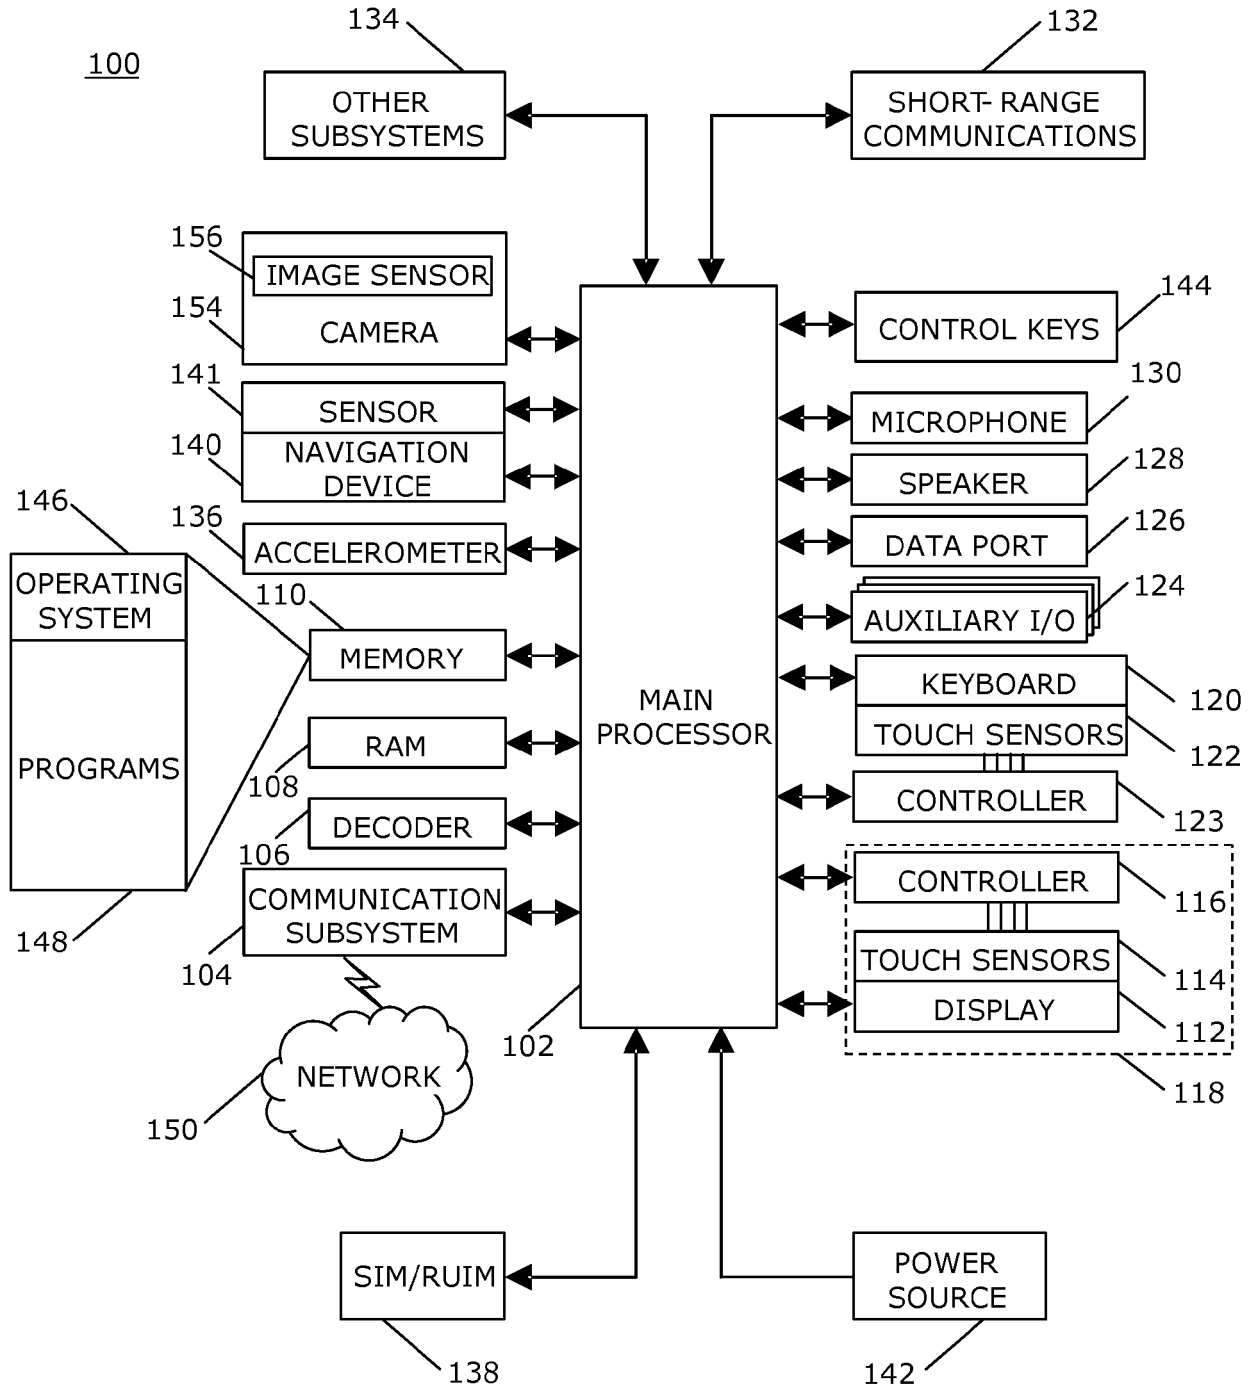 134
132
100
OTHER
SUBSYSTEMS
SHORT-RANGE
COMMUNICATIONS
156
IMAGE SENSOR
154
CAMERA
144
CONTROL KEYS
141
SENSOR
130
MICROPHONE
140
NAVIGATION
DEVICE
128
SPEAKER
146
136
ACCELEROMETER
126
DATA PORT
OPERATING
SYSTEM
110
MEMORY
124
AUXILIARY I/O
MAIN
PROCESSOR
KEYBOARD
120
TOUCH SENSORS
122
PROGRAMS
RAM
108
CONTROLLER
123
DECODER
106
CONTROLLER
116
COMMUNICATION
SUBSYSTEM
148
104
TOUCH SENSORS
114
DISPLAY
112
102
NETWORK
150
118
SIM/RUIM
POWER
SOURCE
138
142